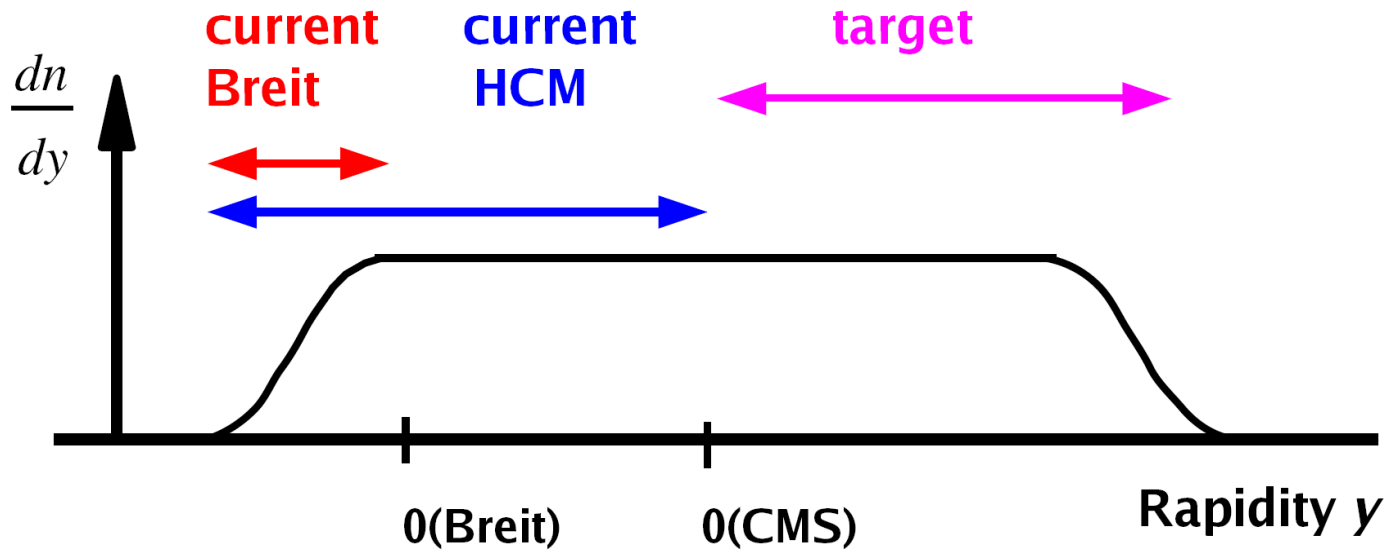 current
Breit
current
HCM
target
dn
dy
0(Breit)
0(CMS)
Rapidity y